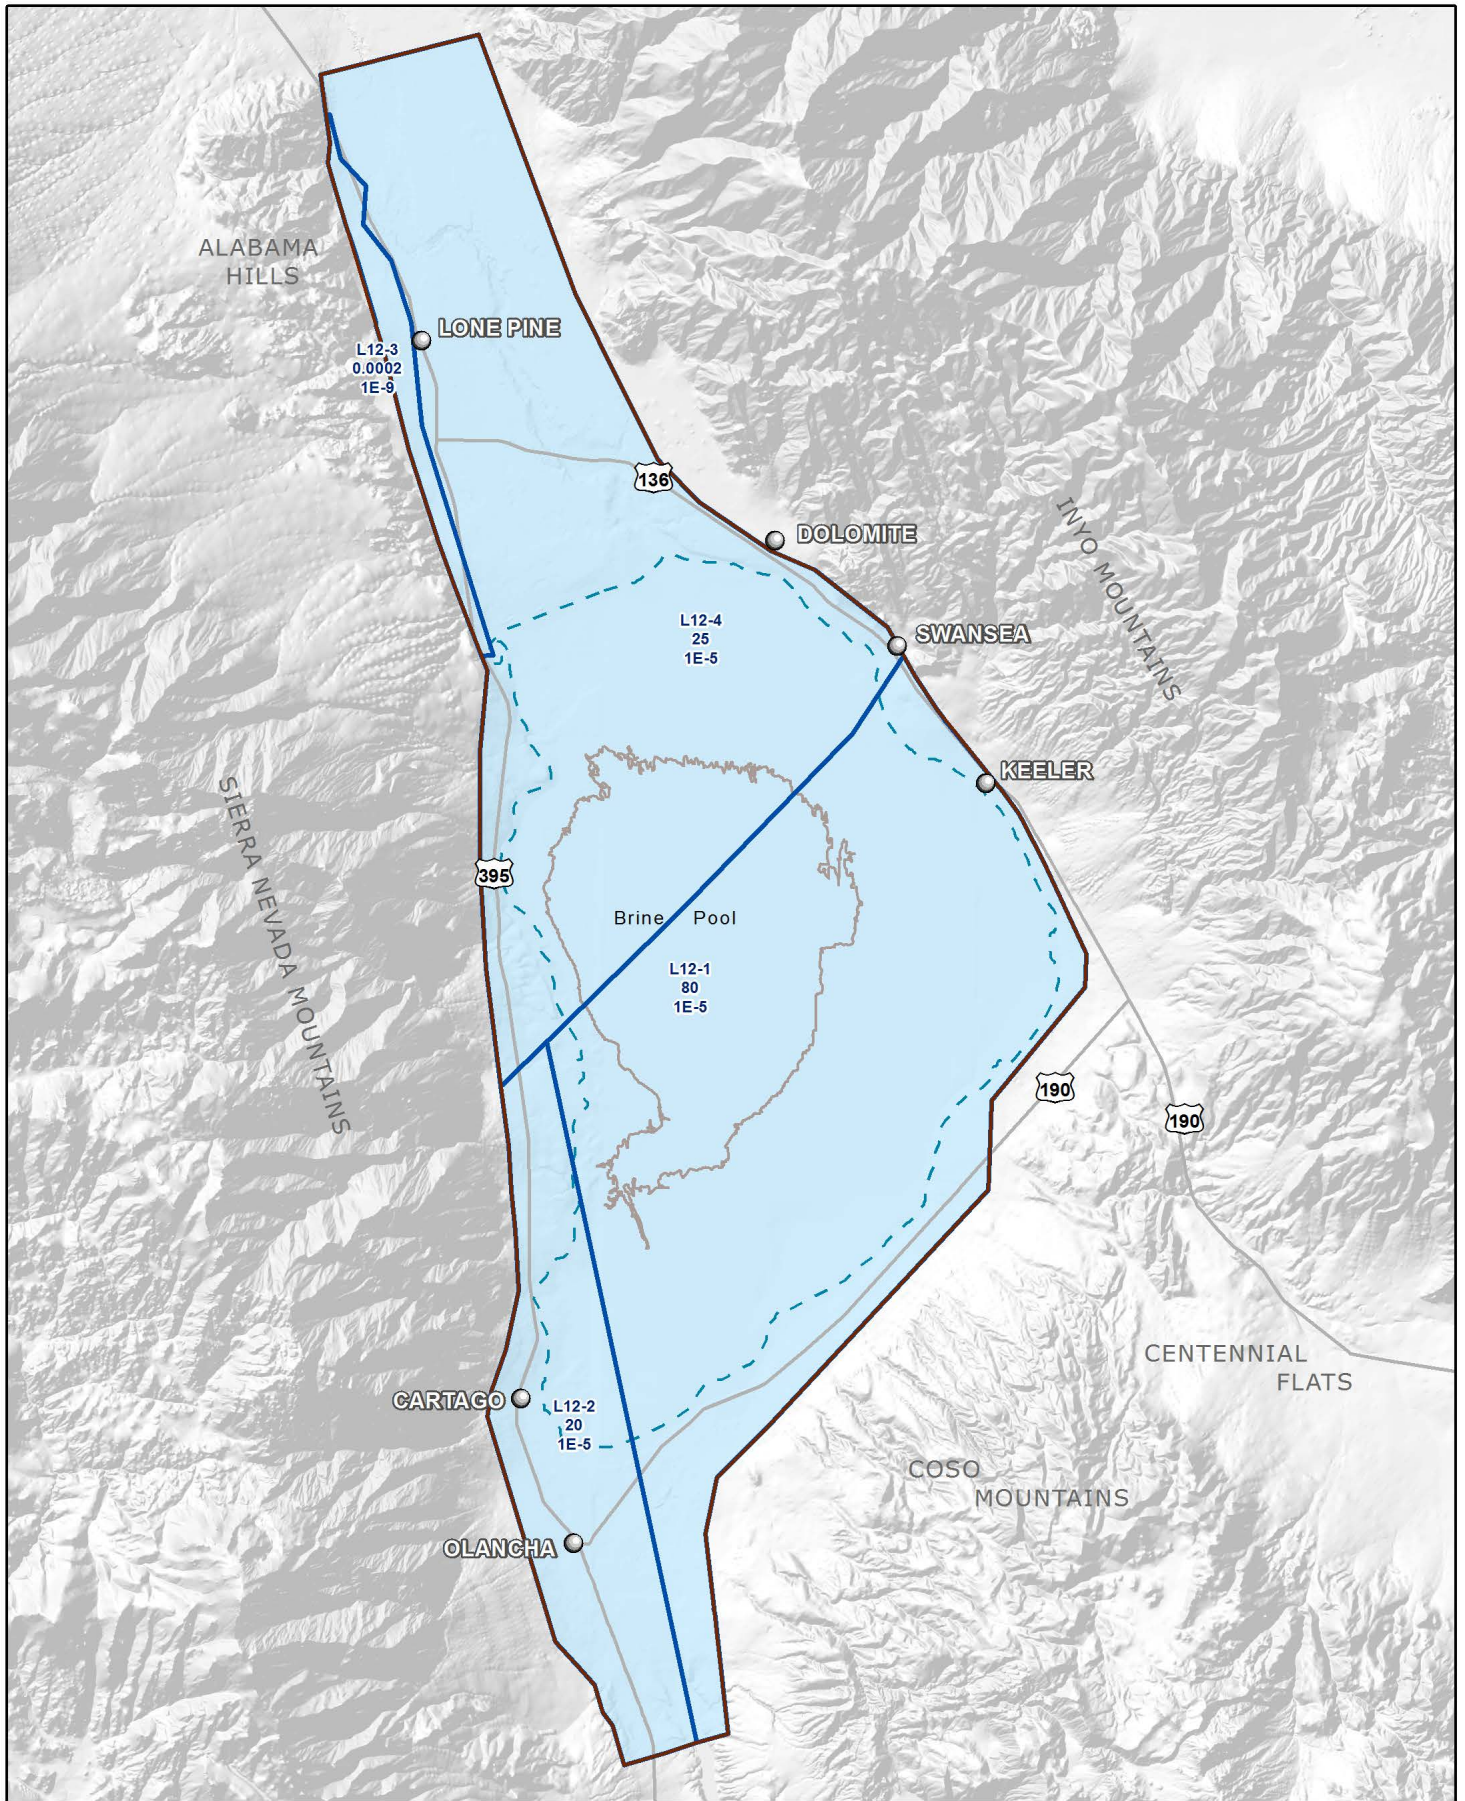 ALABAMA
HILLS
LONE PINE
L12-3
0.0002
1E-9
136
DOLOMITE
INYO MOUNTAINS
L12-4
25
1E-5
SWANSEA
KEELER
SIERRA NEVADA MOUNTAINS
395
Brine Pool
L12-1
80
1E-5
190
190
CENTENNIAL
FLATS
CARTAGO
L12-2
20
1E-5
COSO
MOUNTAINS
OLANCHA